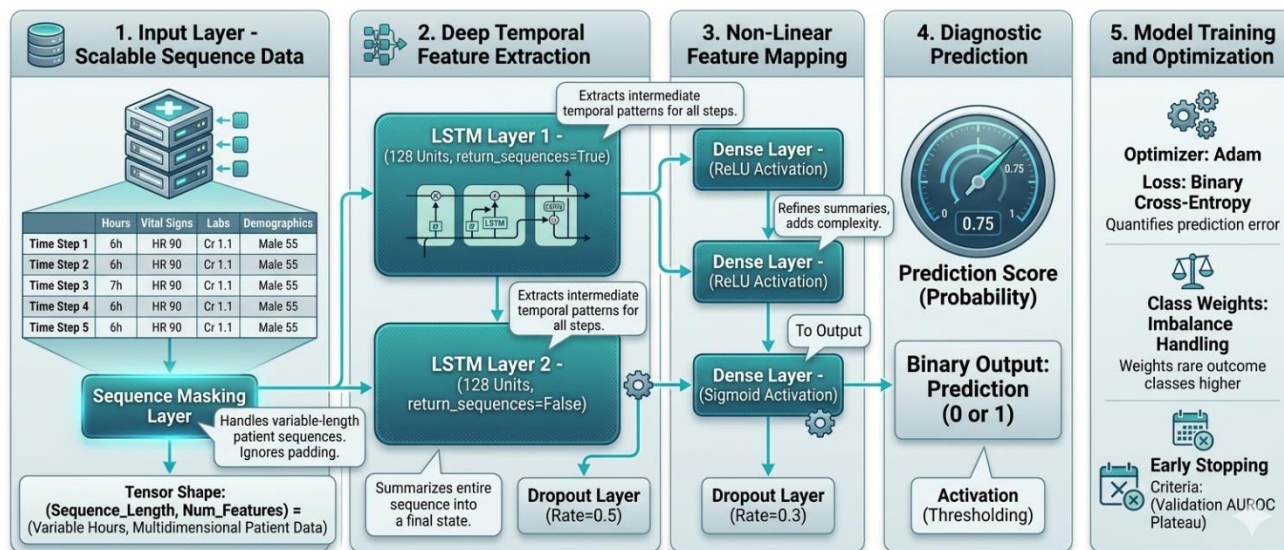 1. Input Layer -
Scalable Sequence Data
Hours Vital Signs Labs Demographics
Time Step 1 6h HR 90 Cr 1.1 Male 55
Time Step 2 6h HR 90 Cr 1.1 Male 55
Time Step 3 7h HR 90 Cr 1.1 Male 55
Time Step 4 6h HR 90 Cr 1.1 Male 55
Time Step 5 6h HR 90 Cr 1.1 Male 55
Sequence Masking
Layer
Handles variable-length
patient sequences.
Ignores padding.
Tensor Shape:
(Sequence_Length, Num_Features) =
(Variable Hours, Multidimensional Patient Data)
2. Deep Temporal
Feature Extraction
Extracts intermediate
temporal patterns for all steps.
LSTM Layer 1 -
(128 Units, return_sequences=True)
LSTM
Extracts intermediate
temporal patterns for
all steps.
LSTM Layer 2 -
(128 Units,
return_sequences=False)
Summarizes entire
sequence into
a final state.
Dropout Layer
(Rate=0.5)
3. Non-Linear
Feature Mapping
Dense Layer -
(ReLU Activation)
Refines summaries,
adds complexity.
Dense Layer -
(ReLU Activation)
To Output
Dense Layer -
(Sigmoid Activation)
Dropout Layer
(Rate=0.3)
4. Diagnostic
Prediction
0.75
0 1
0.75
Prediction Score
(Probability)
Binary Output:
Prediction
(0 or 1)
Activation
(Thresholding)
5. Model Training
and Optimization
Optimizer: Adam
Loss: Binary
Cross-Entropy
Quantifies prediction error
Class Weights:
Imbalance
Handling
Weights rare outcome
classes higher
Early Stopping
Criteria:
(Validation AUROC
Plateau)